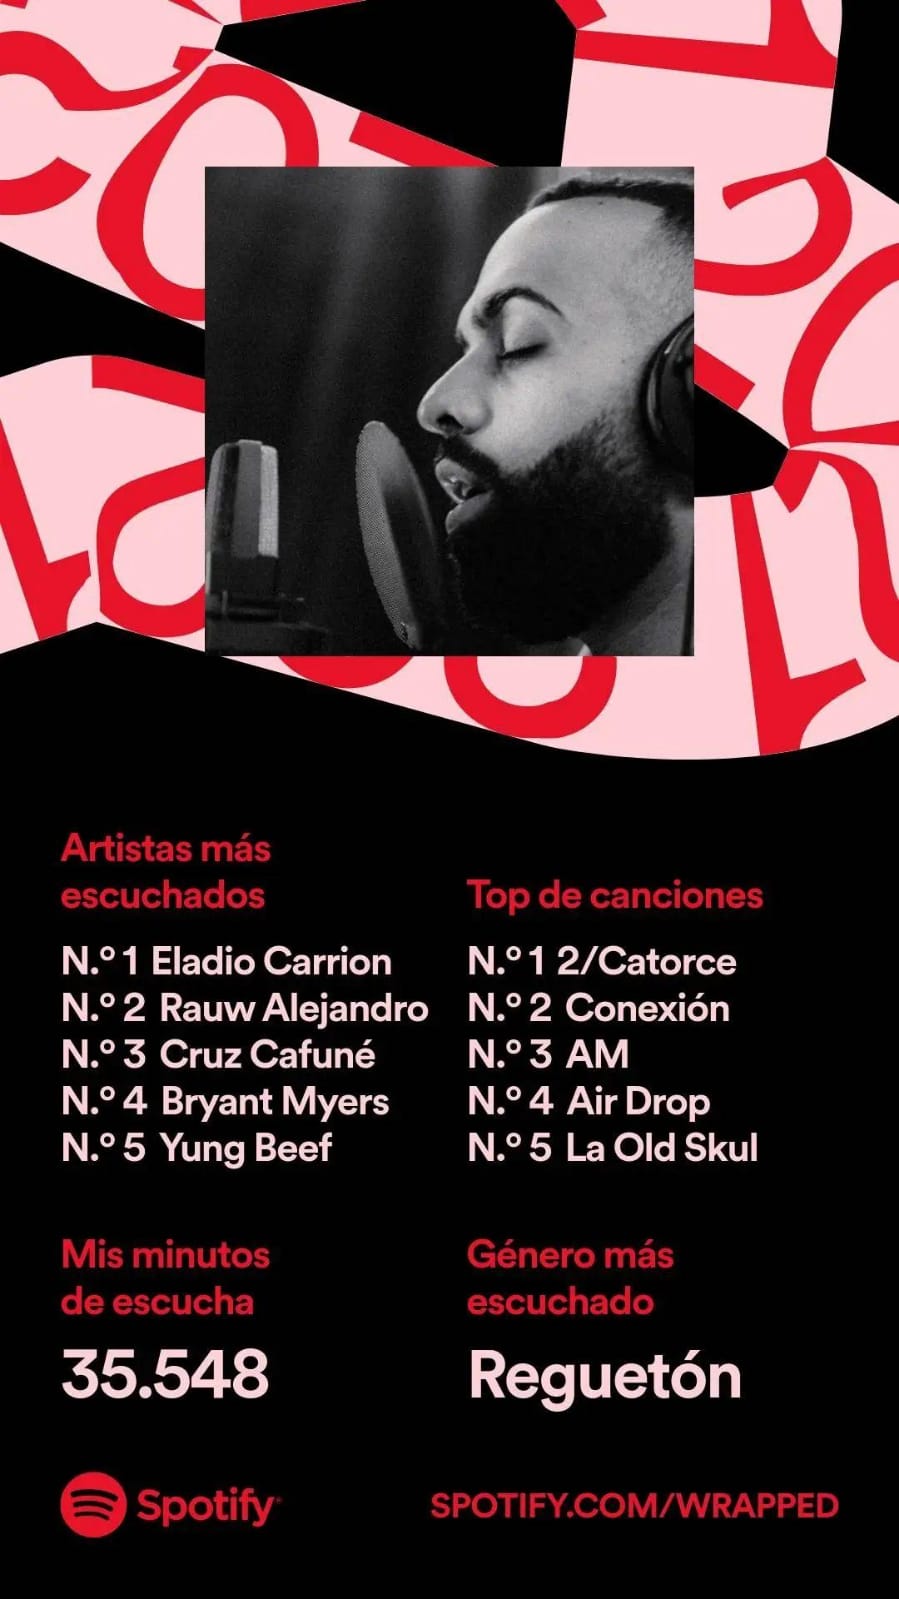 Artistas más
escuchados
N.º 1 Eladio Carrion
N.º 2 Rauw Alejandro
N.º 3 Cruz Cafuné
N.º 4 Bryant Myers
N.º 5 Yung Beef
Top de canciones
N.º 1 2/Catorce
N.º 2 Conexión
N.º 3 AM
N.º 4 Air Drop
N.º 5 La Old Skul
Mis minutos
de escucha
35.548
Género más
escuchado
Reguetón
Spotify
SPOTIFY.COM/WRAPPED